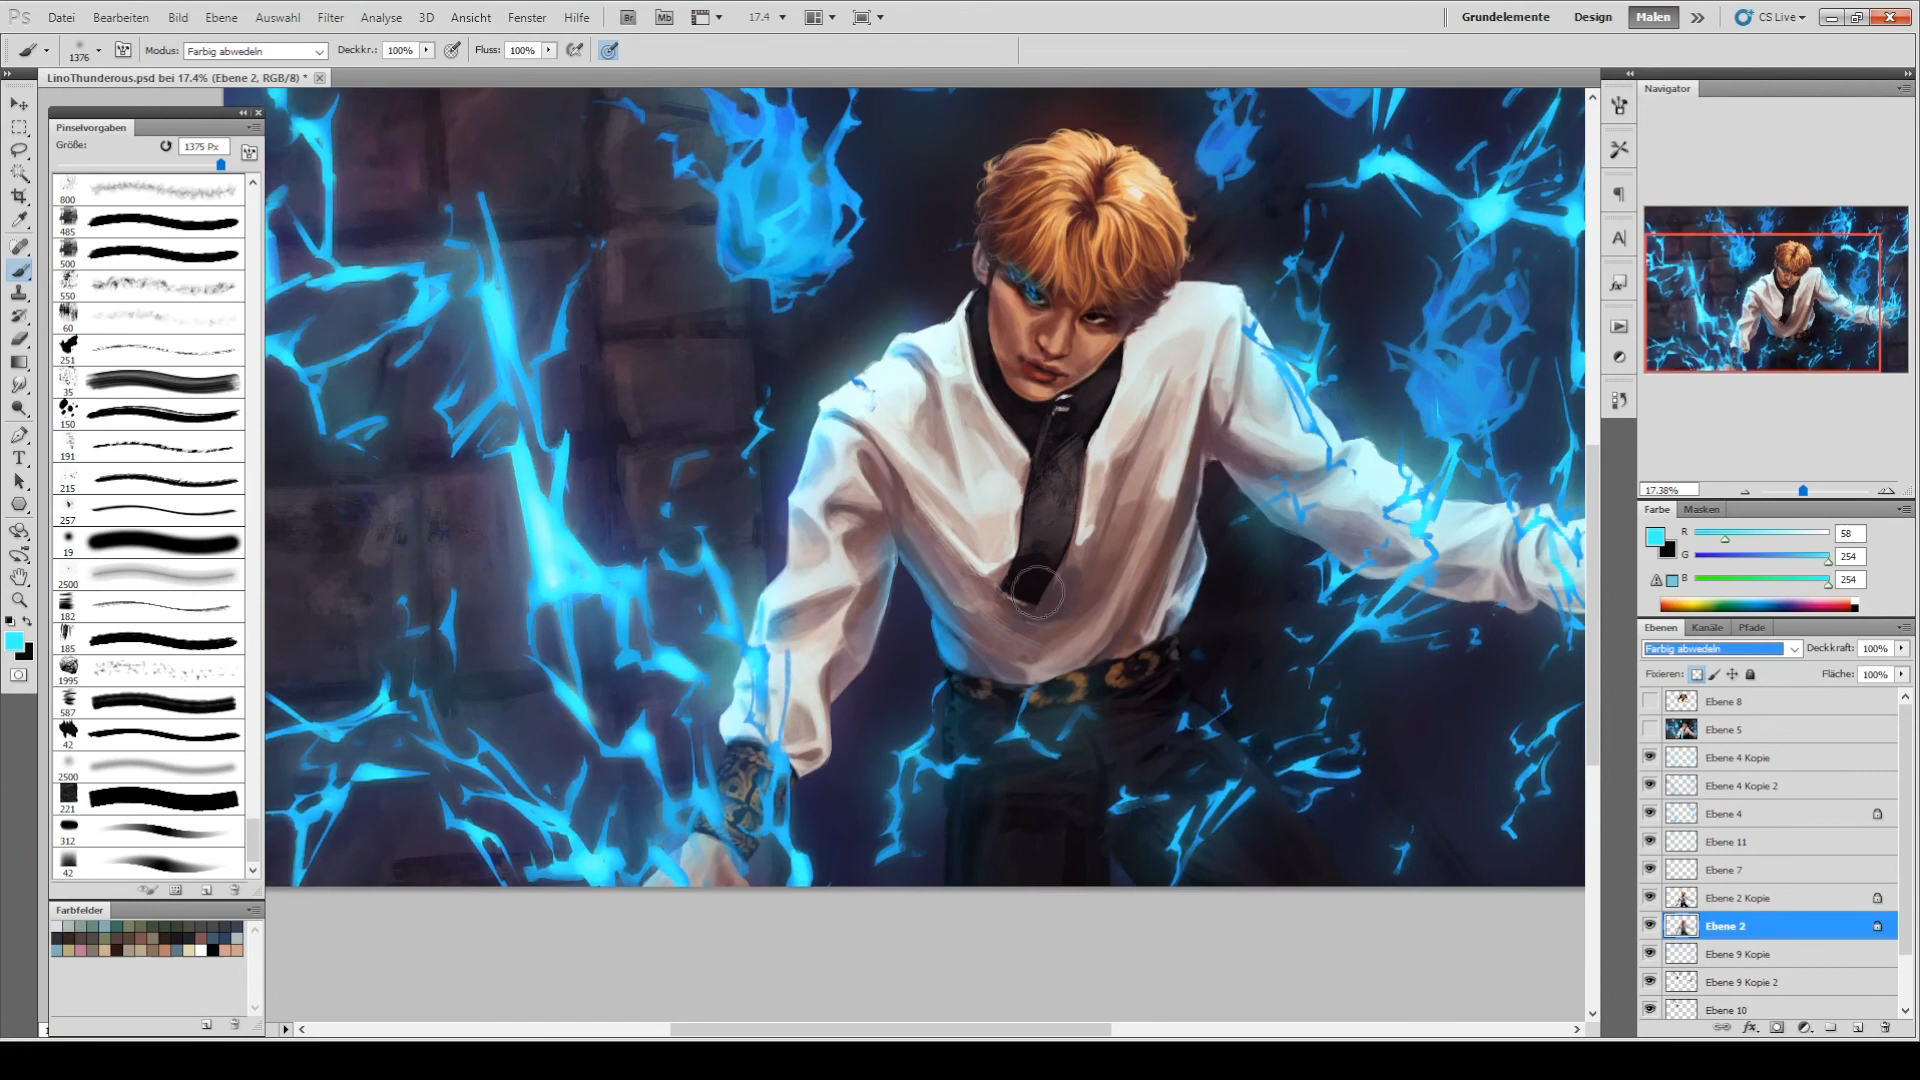 Ps Datei Bearbeiten Bild Ebene Auswahl Filter Analyse 3D Ansicht Fenster Hilfe Br Mb 17.4 Grundelemente Design Malen CS Live
1376 Modus: Farbig abwedeln Deckkr.: 100% Fluss: 100%
LinoThunderous.psd bei 17.4% (Ebene 2, RGB/8) *
Navigator
Pinselvorgaben
Größe: 1375 Px
800
485
500
550
60
251
35
150
191
215
257
19
2500
182
185
1995
587
42
2500
221
312
42
Farbfelder
17.38%
Farbe Masken
R 58
G 254
B 254
Ebenen Kanäle Pfade
Farbig abwedeln Deckkraft: 100%
Fixieren: Fläche: 100%
Ebene 8
Ebene 5
Ebene 4 Kopie
Ebene 4 Kopie 2
Ebene 4
Ebene 11
Ebene 7
Ebene 2 Kopie
Ebene 2
Ebene 9 Kopie
Ebene 9 Kopie 2
Ebene 10